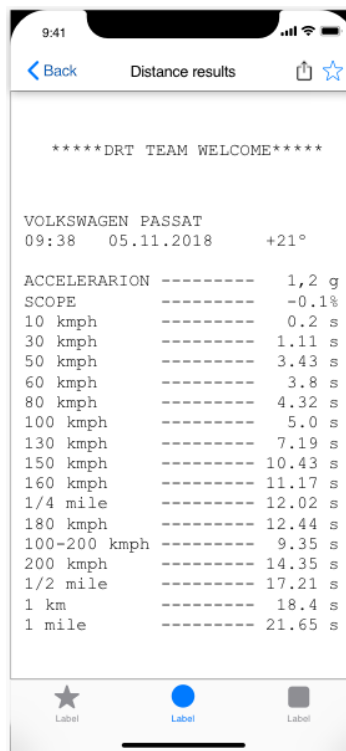 9:41
Back Distance results
*****DRT TEAM WELCOME*****
VOLKSWAGEN PASSAT
09:38 05.11.2018 +21°
ACCELERARION --------- 1,2 g
SCOPE --------- -0.1%
10 kmph --------- 0.2 s
30 kmph --------- 1.11 s
50 kmph --------- 3.43 s
60 kmph --------- 3.8 s
80 kmph --------- 4.32 s
100 kmph --------- 5.0 s
130 kmph --------- 7.19 s
150 kmph --------- 10.43 s
160 kmph --------- 11.17 s
1/4 mile --------- 12.02 s
180 kmph --------- 12.44 s
100-200 kmph --------- 9.35 s
200 kmph --------- 14.35 s
1/2 mile --------- 17.21 s
1 km --------- 18.4 s
1 mile --------- 21.65 s
Label Label Label